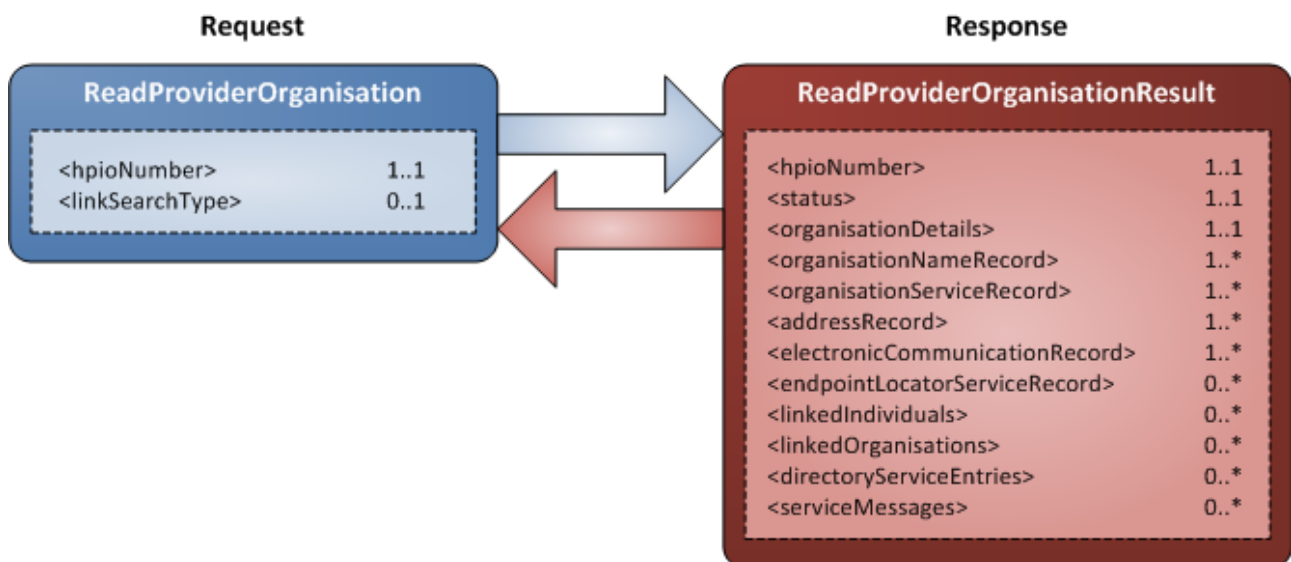 Request
ReadProviderOrganisation
<hpioNumber> 1..1
<linkSearchType> 0..1
Response
ReadProviderOrganisationResult
<hpioNumber> 1..1
<status> 1..1
<organisationDetails> 1..1
<organisationNameRecord> 1..*
<organisationServiceRecord> 1..*
<addressRecord> 1..*
<electronicCommunicationRecord> 1..*
<endpointLocatorServiceRecord> 0..*
<linkedIndividuals> 0..*
<linkedOrganisations> 0..*
<directoryServiceEntries> 0..*
<serviceMessages> 0..*